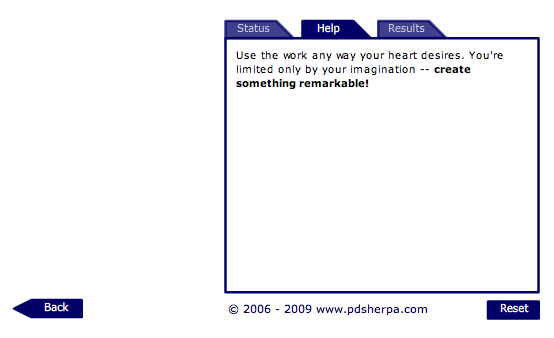 Status Help Results
Use the work any way your heart desires. You're
limited only by your imagination -- create
something remarkable!
Back © 2006 - 2009 www.pdsherpa.com Reset